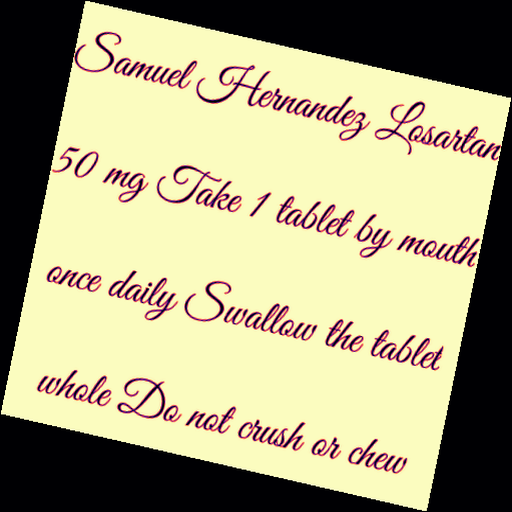 Samuel Hernandez Losartan
50 mg Take 1 tablet by mouth
once daily Swallow the tablet
whole Do not crush or chew